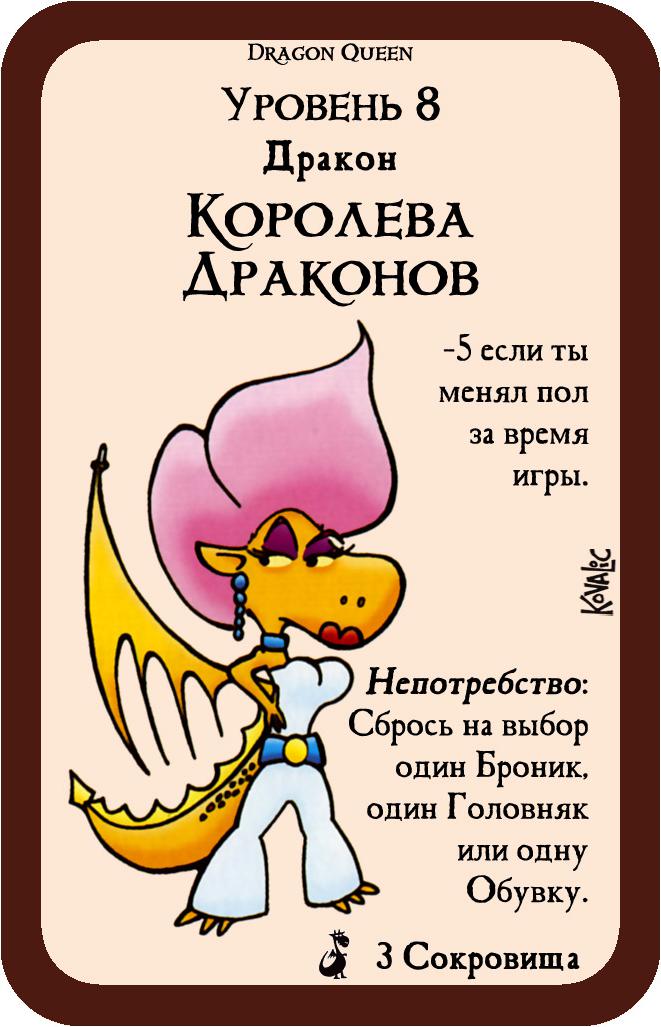 Dragon Queen
Уровень 8
Дракон
Королева
Драконов
-5 если ты
менял пол
за время
игры.
Kovalic
Непотребство:
Сбрось на выбор
один Броник,
один Головняк
или одну
Обувку.
3 Сокровища